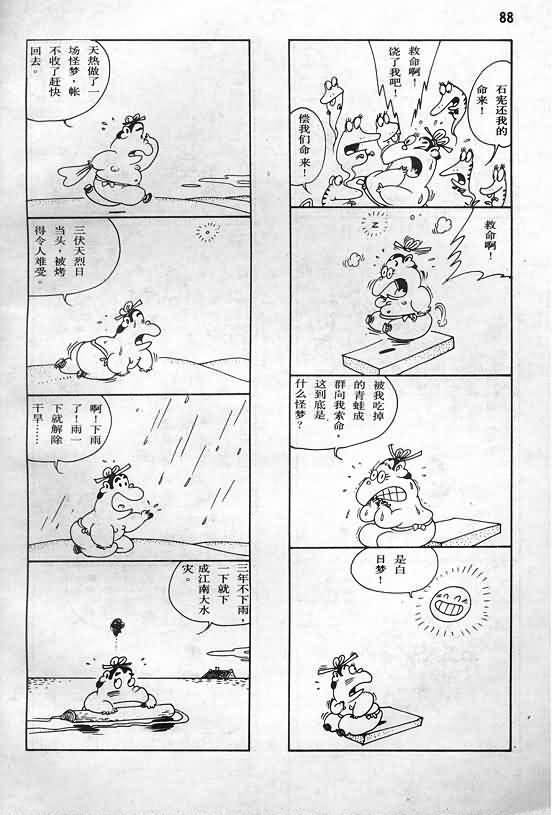 88
石宪还我的
命来！
救命啊！
饶了我吧！
偿我们命来！
救命啊！
被我吃掉
的青蛙成
群向我索命，
这到底是
什么怪梦？
是白
日梦！
天热做了一
场怪梦，帐
不收了赶快
回去。
三伏天烈日
当头，被烤
得令人难受。
啊！下雨
了！雨一
下就解除
干旱……
三年不下雨，
一下就下
成江南大水
灾。